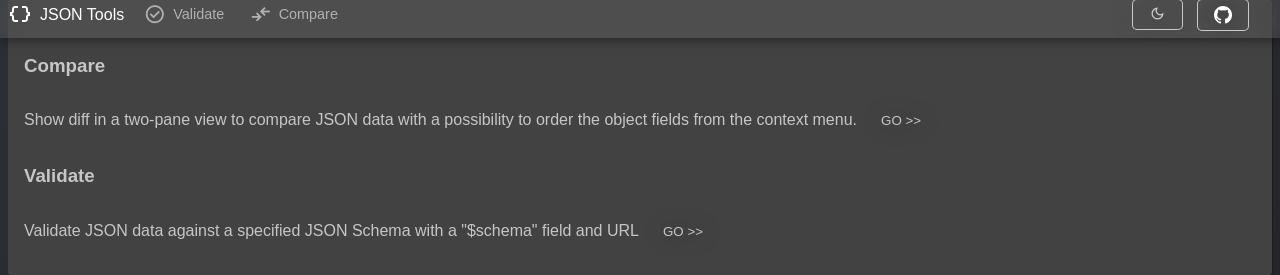 JSON Tools Validate Compare
Compare
Show diff in a two-pane view to compare JSON data with a possibility to order the object fields from the context menu. GO >>
Validate
Validate JSON data against a specified JSON Schema with a "$schema" field and URL GO >>